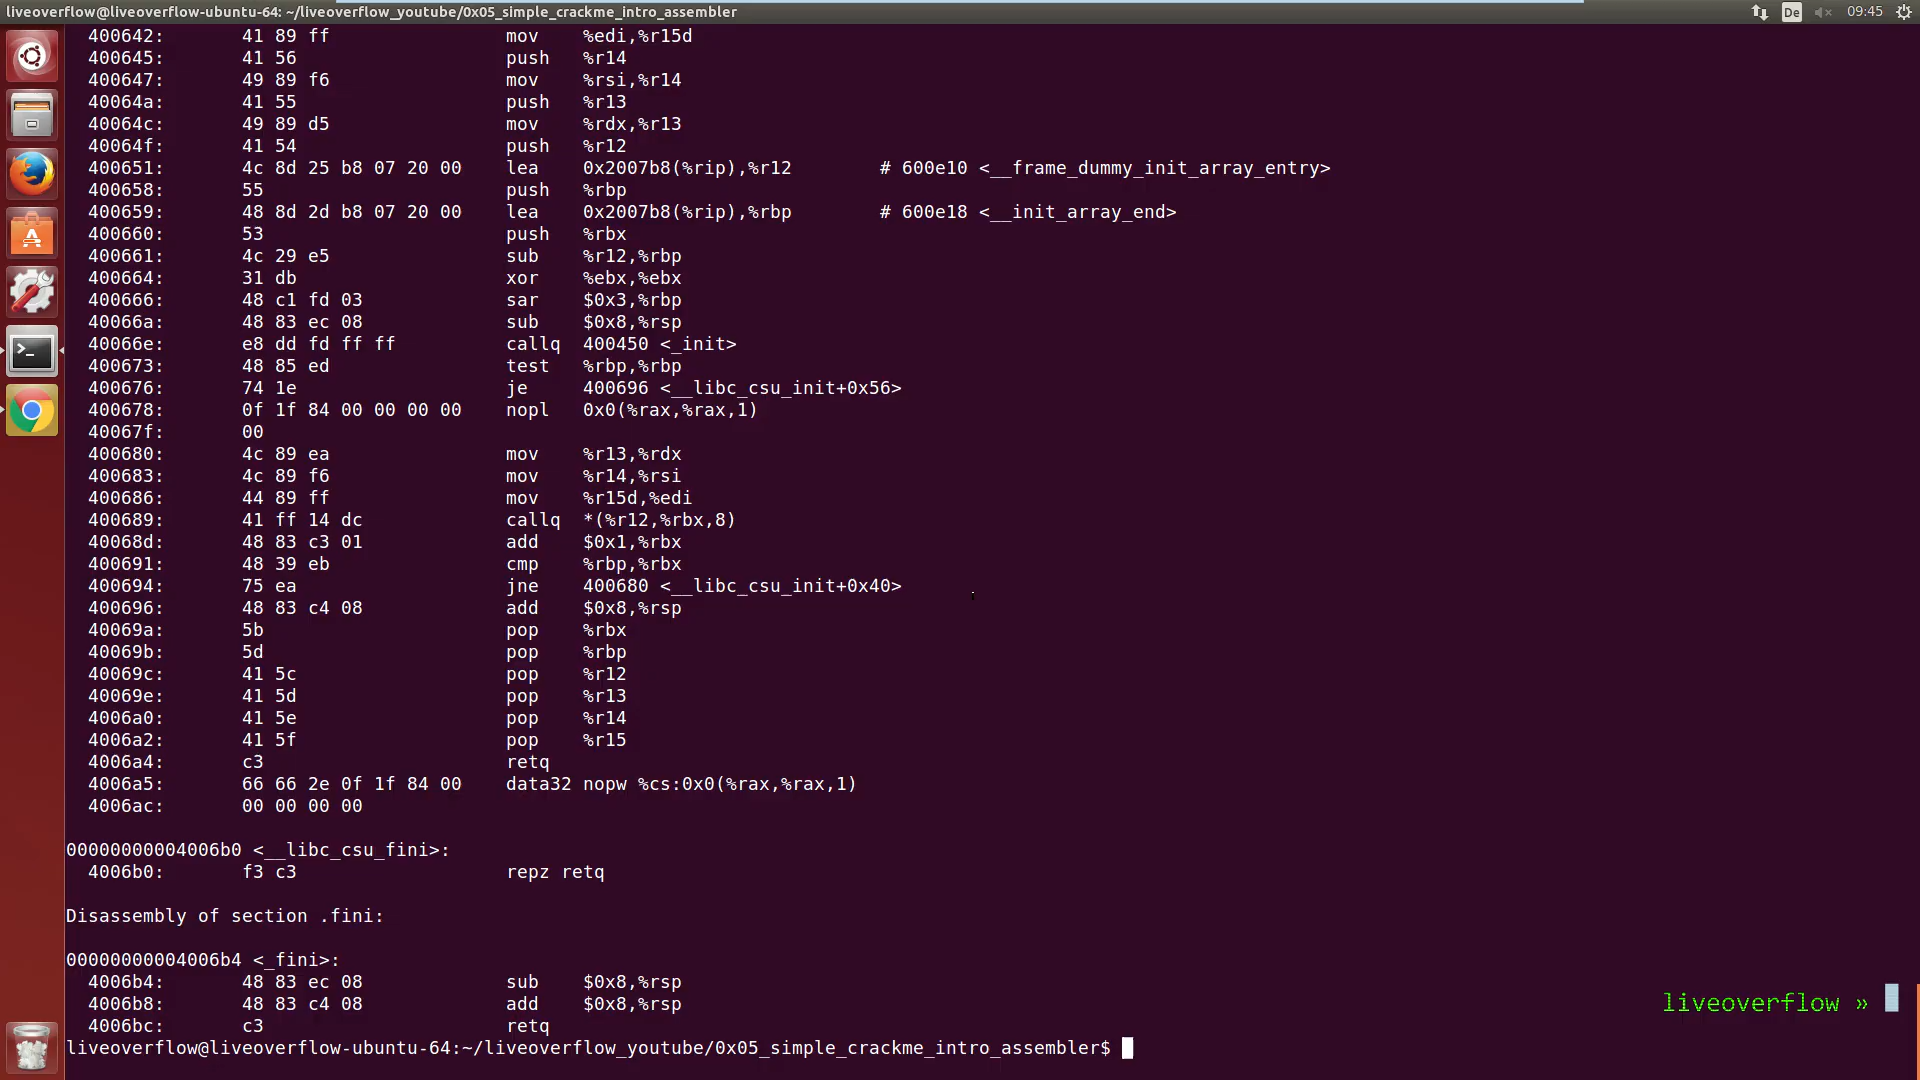 liveoverflow@liveoverflow-ubuntu-64: ~/liveoverflow_youtube/0x05_simple_crackme_intro_assembler De 09:45
400642: 41 89 ff mov %edi,%r15d
400645: 41 56 push %r14
400647: 49 89 f6 mov %rsi,%r14
40064a: 41 55 push %r13
40064c: 49 89 d5 mov %rdx,%r13
40064f: 41 54 push %r12
400651: 4c 8d 25 b8 07 20 00 lea 0x2007b8(%rip),%r12 # 600e10 <__frame_dummy_init_array_entry>
400658: 55 push %rbp
400659: 48 8d 2d b8 07 20 00 lea 0x2007b8(%rip),%rbp # 600e18 <__init_array_end>
400660: 53 push %rbx
400661: 4c 29 e5 sub %r12,%rbp
400664: 31 db xor %ebx,%ebx
400666: 48 c1 fd 03 sar $0x3,%rbp
40066a: 48 83 ec 08 sub $0x8,%rsp
40066e: e8 dd fd ff ff callq 400450 <_init>
400673: 48 85 ed test %rbp,%rbp
400676: 74 1e je 400696 <__libc_csu_init+0x56>
400678: 0f 1f 84 00 00 00 00 nopl 0x0(%rax,%rax,1)
40067f: 00
400680: 4c 89 ea mov %r13,%rdx
400683: 4c 89 f6 mov %r14,%rsi
400686: 44 89 ff mov %r15d,%edi
400689: 41 ff 14 dc callq *(%r12,%rbx,8)
40068d: 48 83 c3 01 add $0x1,%rbx
400691: 48 39 eb cmp %rbp,%rbx
400694: 75 ea jne 400680 <__libc_csu_init+0x40>
400696: 48 83 c4 08 add $0x8,%rsp
40069a: 5b pop %rbx
40069b: 5d pop %rbp
40069c: 41 5c pop %r12
40069e: 41 5d pop %r13
4006a0: 41 5e pop %r14
4006a2: 41 5f pop %r15
4006a4: c3 retq
4006a5: 66 66 2e 0f 1f 84 00 data32 nopw %cs:0x0(%rax,%rax,1)
4006ac: 00 00 00 00
00000000004006b0 <__libc_csu_fini>:
4006b0: f3 c3 repz retq
Disassembly of section .fini:
00000000004006b4 <_fini>:
4006b4: 48 83 ec 08 sub $0x8,%rsp
4006b8: 48 83 c4 08 add $0x8,%rsp
liveoverflow »
4006bc: c3 retq
liveoverflow@liveoverflow-ubuntu-64:~/liveoverflow_youtube/0x05_simple_crackme_intro_assembler$